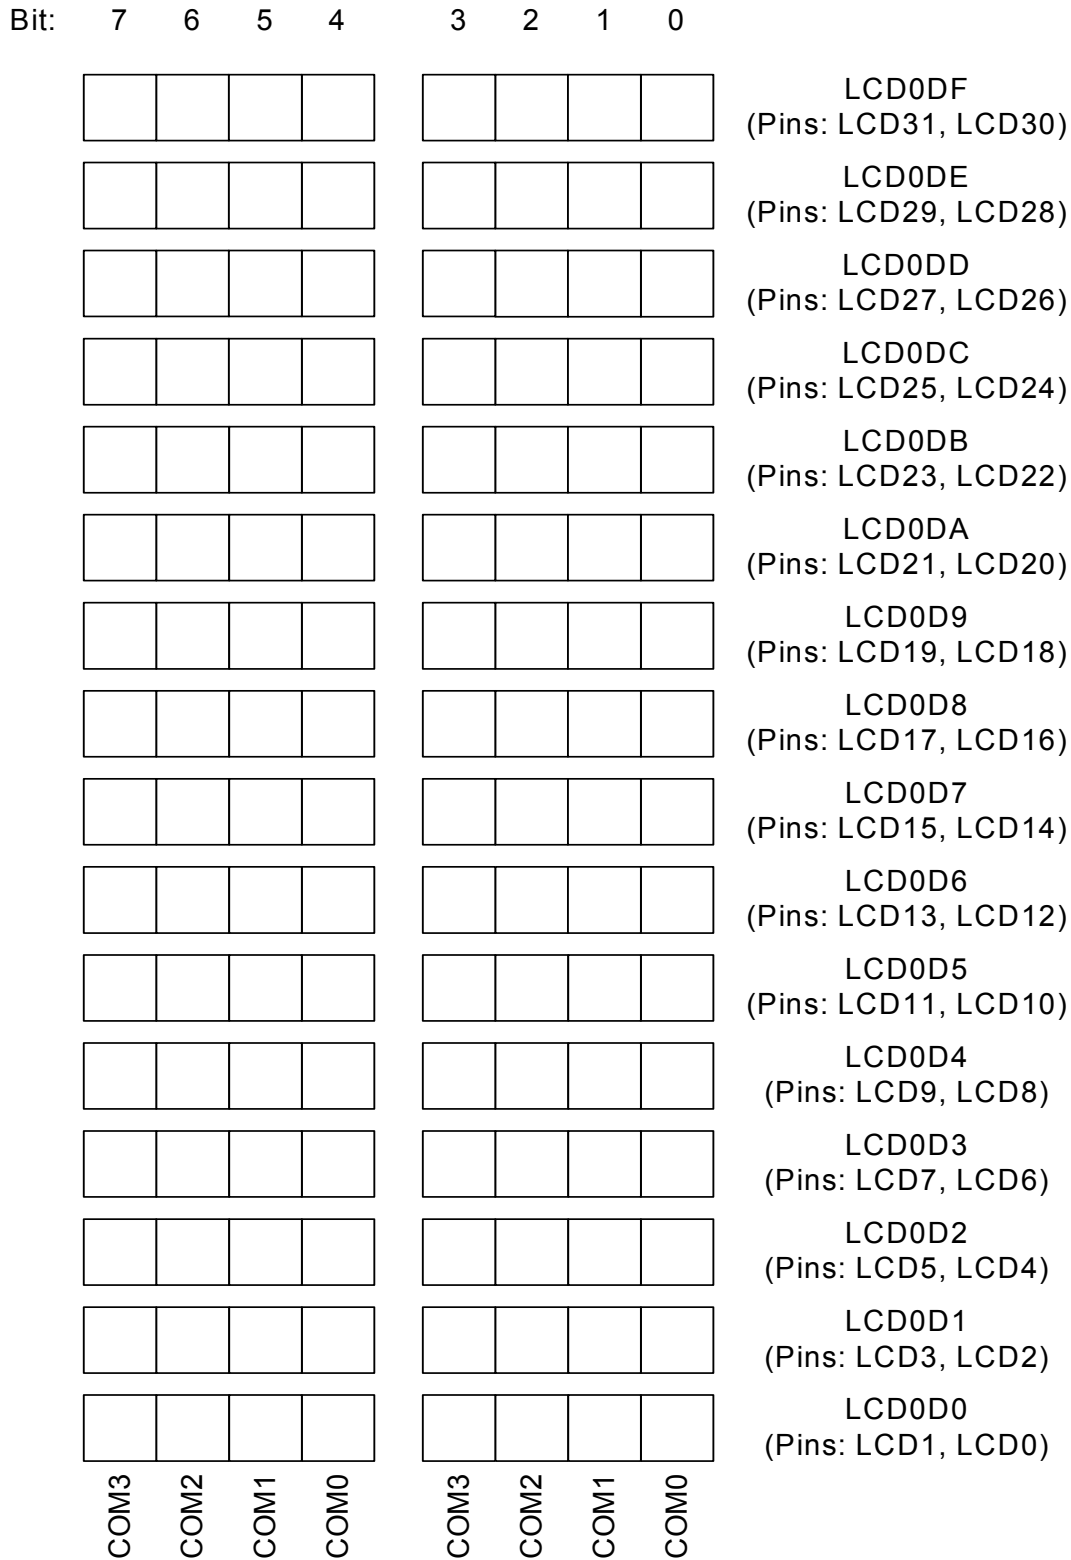 Bit: 7 6 5 4 3 2 1 0
LCD0DF
(Pins: LCD31, LCD30)
LCD0DE
(Pins: LCD29, LCD28)
LCD0DD
(Pins: LCD27, LCD26)
LCD0DC
(Pins: LCD25, LCD24)
LCD0DB
(Pins: LCD23, LCD22)
LCD0DA
(Pins: LCD21, LCD20)
LCD0D9
(Pins: LCD19, LCD18)
LCD0D8
(Pins: LCD17, LCD16)
LCD0D7
(Pins: LCD15, LCD14)
LCD0D6
(Pins: LCD13, LCD12)
LCD0D5
(Pins: LCD11, LCD10)
LCD0D4
(Pins: LCD9, LCD8)
LCD0D3
(Pins: LCD7, LCD6)
LCD0D2
(Pins: LCD5, LCD4)
LCD0D1
(Pins: LCD3, LCD2)
LCD0D0
(Pins: LCD1, LCD0)
COM3 COM2 COM1 COM0 COM3 COM2 COM1 COM0